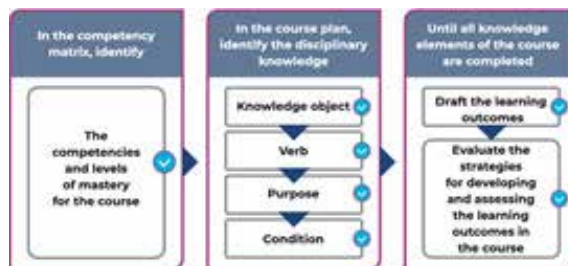 In the competency
matrix, identify
The
competencies
and levels
of mastery
for the course
In the course plan,
identify the disciplinary
knowledge
Knowledge object
Verb
Purpose
Condition
Until all knowledge
elements of the course
are completed
Draft the learning
outcomes
Evaluate the
strategies
for developing
and assessing
the learning
outcomes in
the course